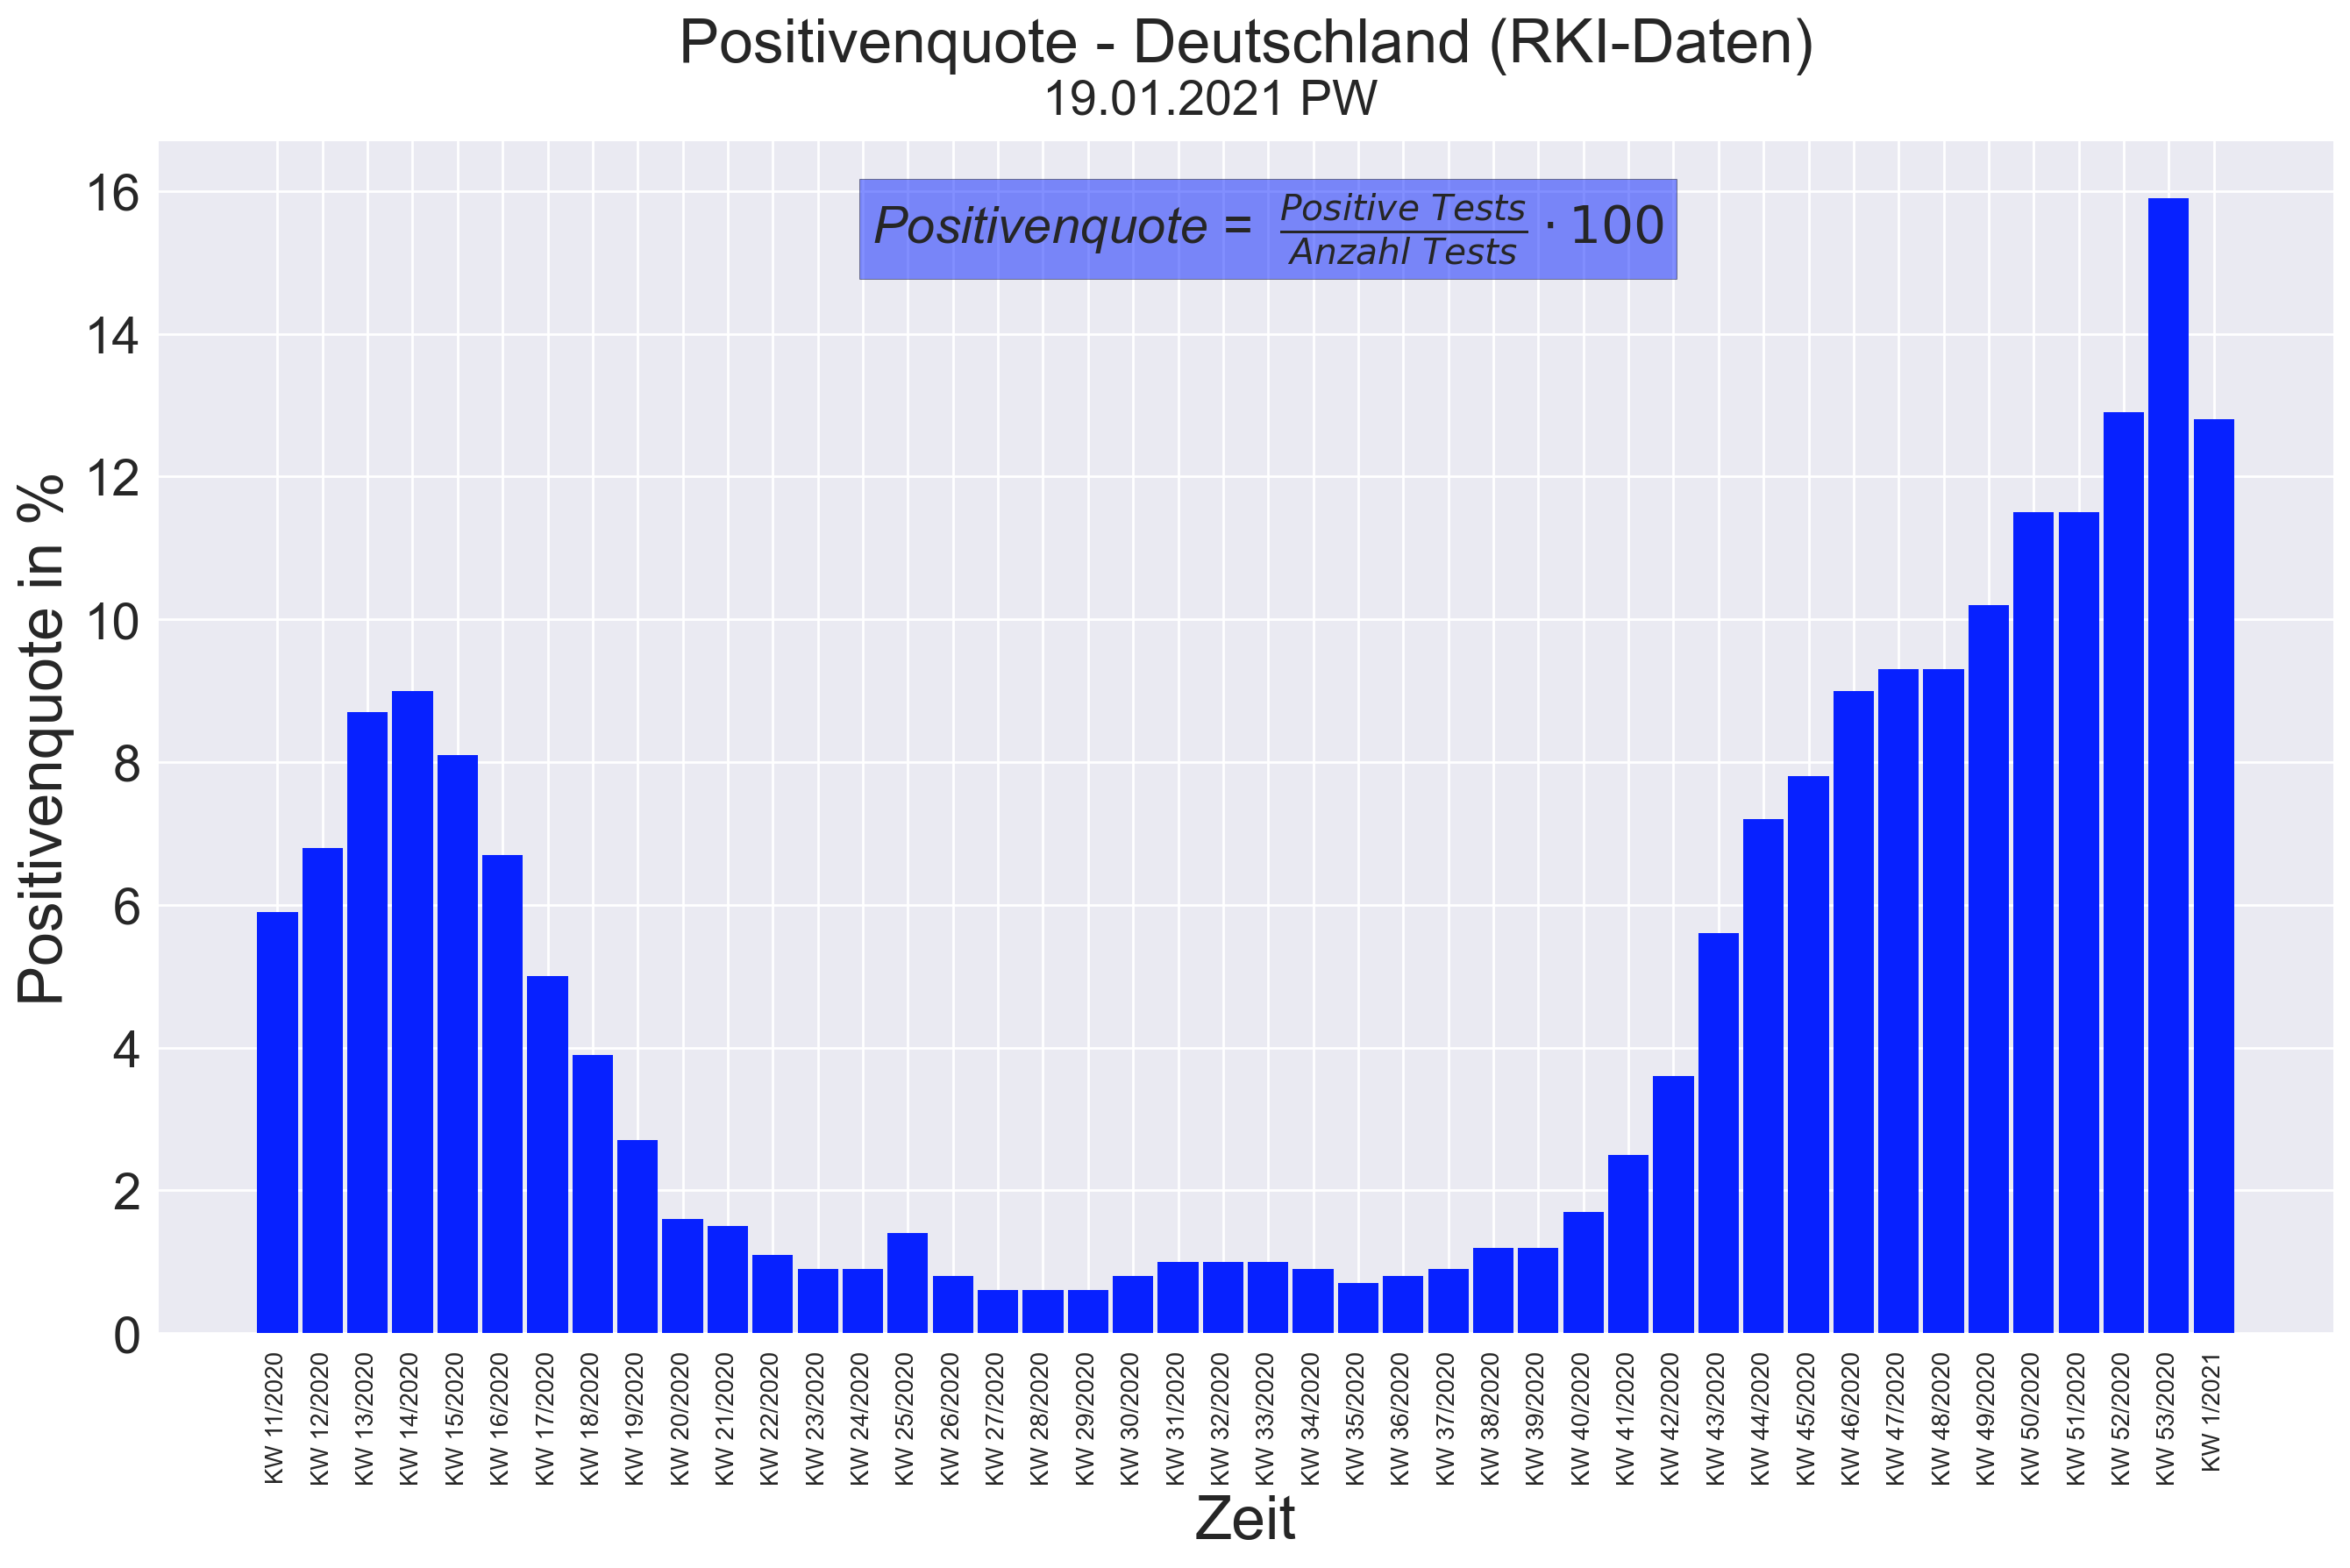 Positivenquote - Deutschland (RKI-Daten)
19.01.2021 PW
Positivenquote = Positive Tests / Anzahl Tests · 100
Positivenquote in %
16
14
12
10
8
6
4
2
0
KW 11/2020
KW 12/2020
KW 13/2020
KW 14/2020
KW 15/2020
KW 16/2020
KW 17/2020
KW 18/2020
KW 19/2020
KW 20/2020
KW 21/2020
KW 22/2020
KW 23/2020
KW 24/2020
KW 25/2020
KW 26/2020
KW 27/2020
KW 28/2020
KW 29/2020
KW 30/2020
KW 31/2020
KW 32/2020
KW 33/2020
KW 34/2020
KW 35/2020
KW 36/2020
KW 37/2020
KW 38/2020
KW 39/2020
KW 40/2020
KW 41/2020
KW 42/2020
KW 43/2020
KW 44/2020
KW 45/2020
KW 46/2020
KW 47/2020
KW 48/2020
KW 49/2020
KW 50/2020
KW 51/2020
KW 52/2020
KW 53/2020
KW 1/2021
Zeit